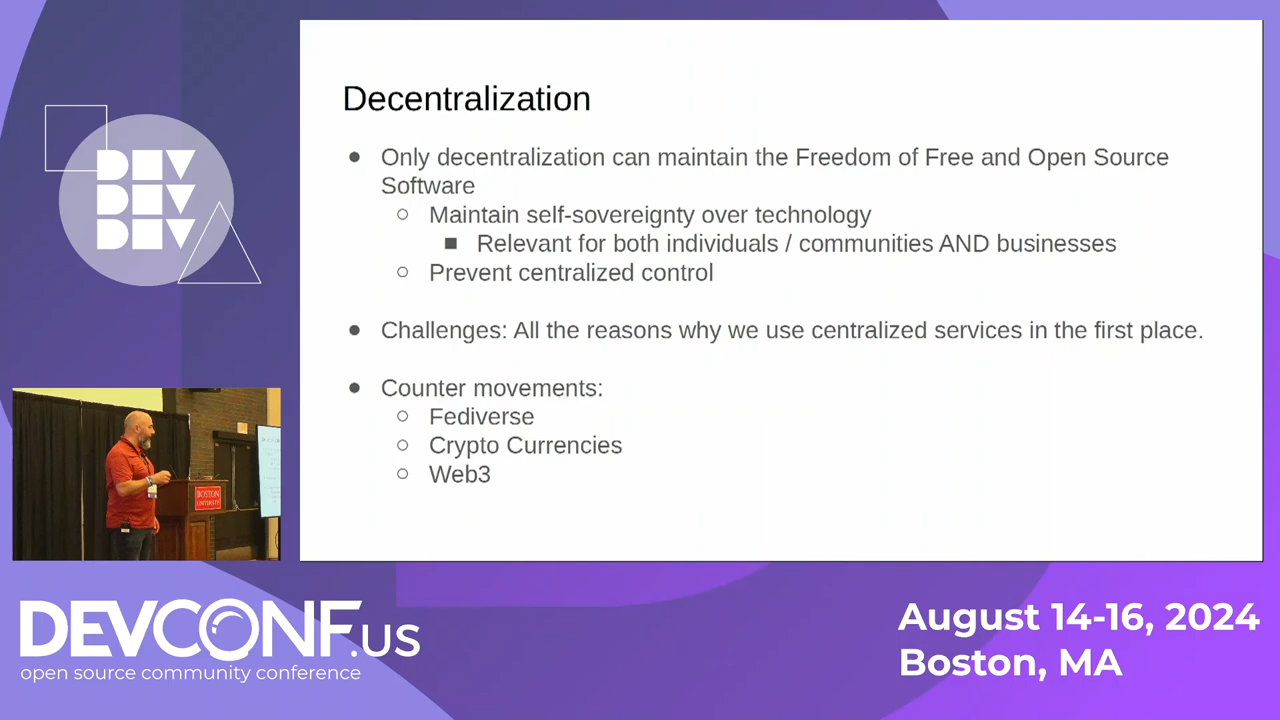 Decentralization
Only decentralization can maintain the Freedom of Free and Open Source
Software
Maintain self-sovereignty over technology
Relevant for both individuals / communities AND businesses
Prevent centralized control
Challenges: All the reasons why we use centralized services in the first place.
Counter movements:
Fediverse
Crypto Currencies
Web3
DEV
DEV
DEV
BOSTON
UNIVERSITY
DEVCONF.US
open source community conference
August 14-16, 2024
Boston, MA